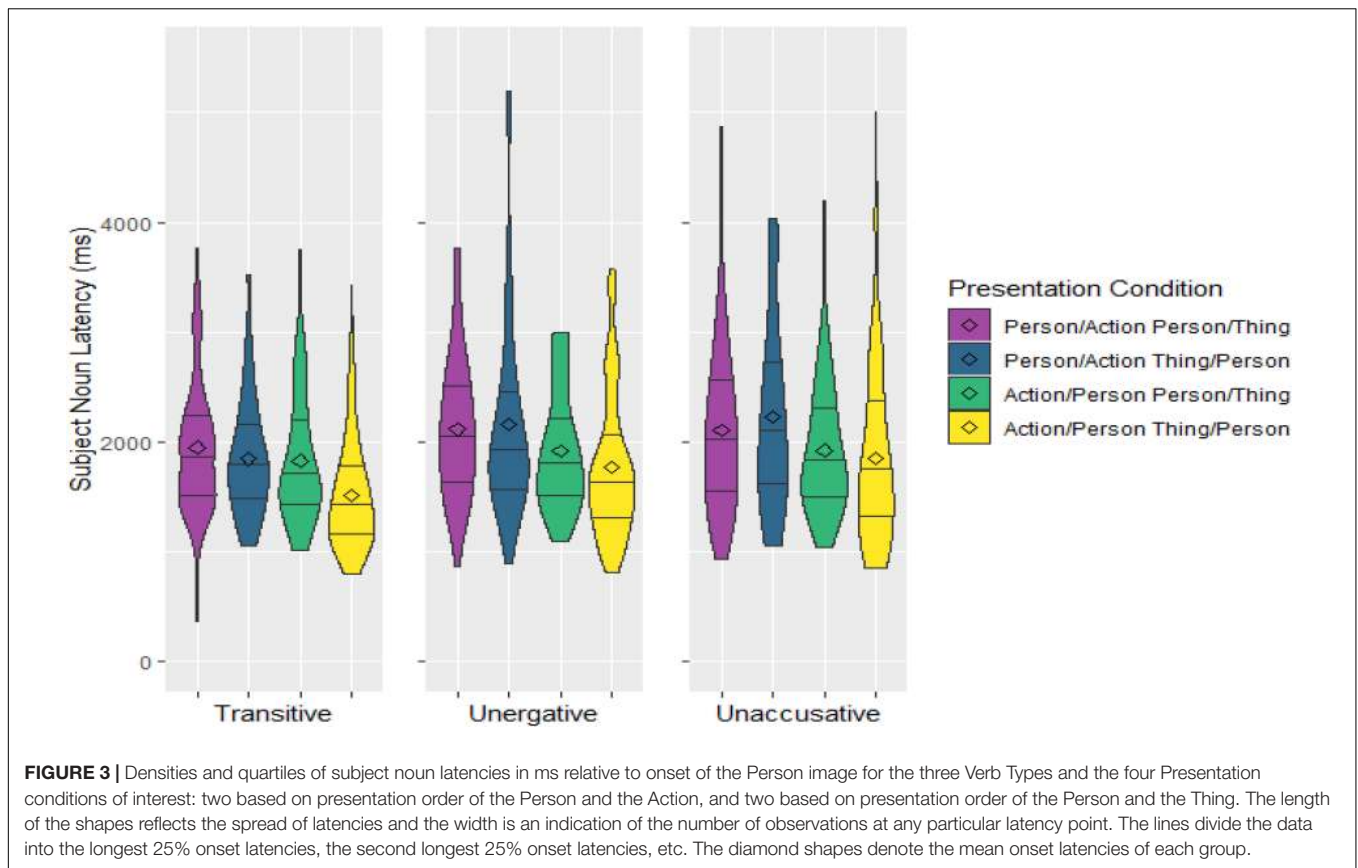 Subject Noun Latency (ms)
4000
2000
0
Transitive
Unergative
Unaccusative
Presentation Condition
Person/Action Person/Thing
Person/Action Thing/Person
Action/Person Person/Thing
Action/Person Thing/Person
FIGURE 3 | Densities and quartiles of subject noun latencies in ms relative to onset of the Person image for the three Verb Types and the four Presentation
conditions of interest: two based on presentation order of the Person and the Action, and two based on presentation order of the Person and the Thing. The length
of the shapes reflects the spread of latencies and the width is an indication of the number of observations at any particular latency point. The lines divide the data
into the longest 25% onset latencies, the second longest 25% onset latencies, etc. The diamond shapes denote the mean onset latencies of each group.